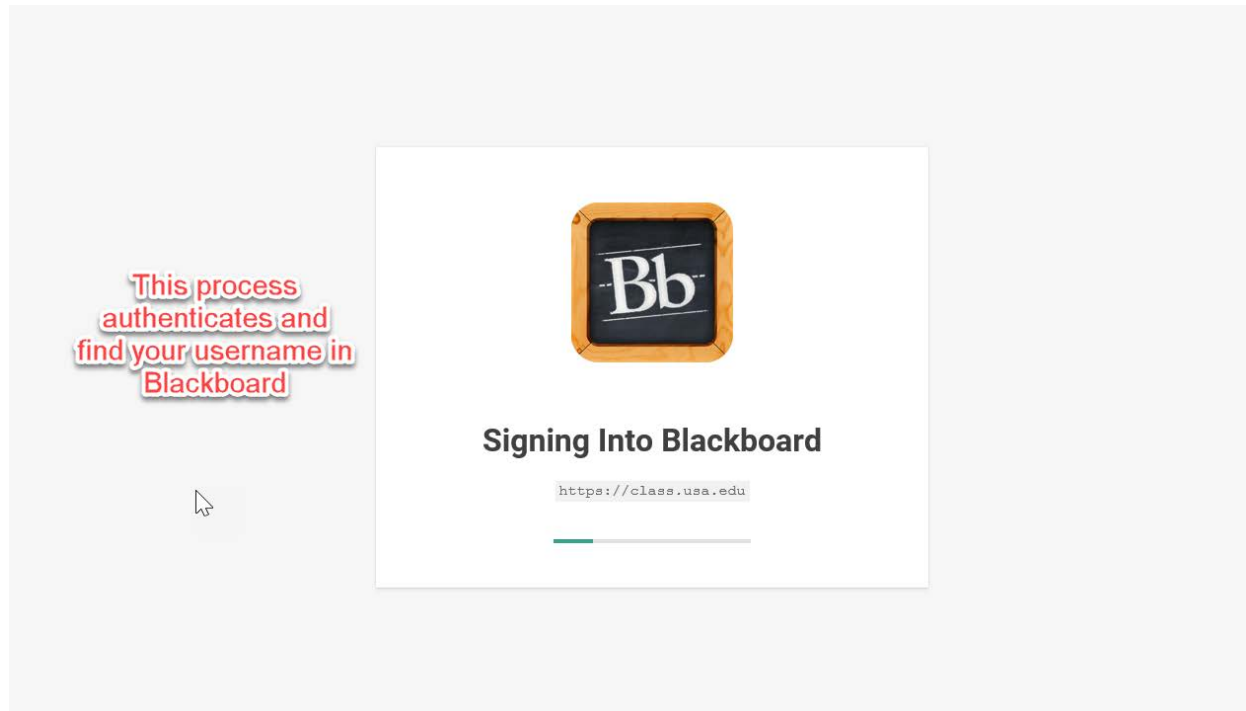 This process
authenticates and
find your username in
Blackboard
Bb
Signing Into Blackboard
https://class.usa.edu